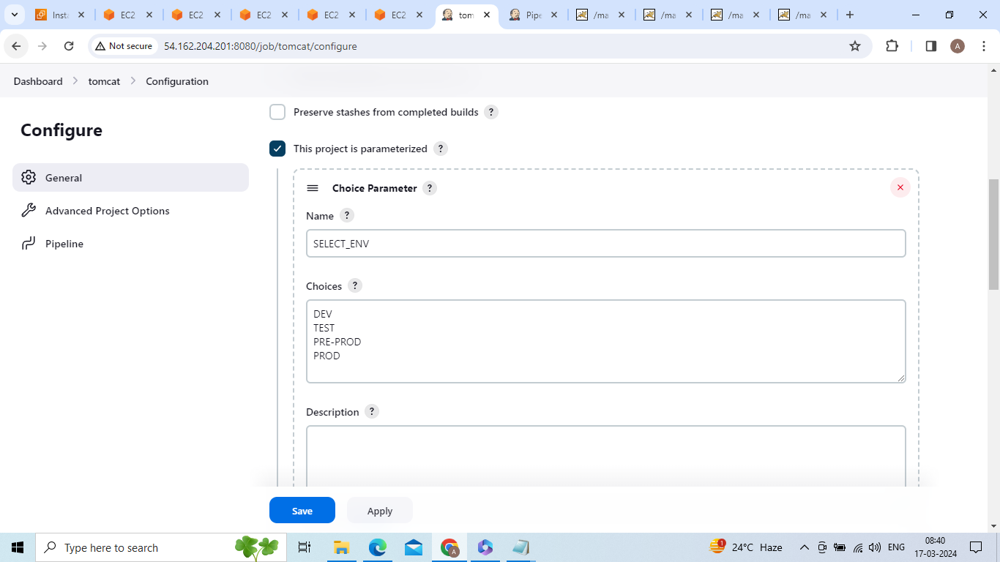 Insta
EC2
EC2
EC2
EC2
EC2
tom
Pipe
/ma
/ma
/ma
/ma
Not secure
54.162.204.201:8080/job/tomcat/configure
A
Dashboard
tomcat
Configuration
Configure
General
Advanced Project Options
Pipeline
Preserve stashes from completed builds ?
This project is parameterized ?
Choice Parameter ?
Name ?
SELECT_ENV
Choices ?
DEV
TEST
PRE-PROD
PROD
Description ?
Save
Apply
Type here to search
A
1
24°C Haze
ENG
08:40
17-03-2024